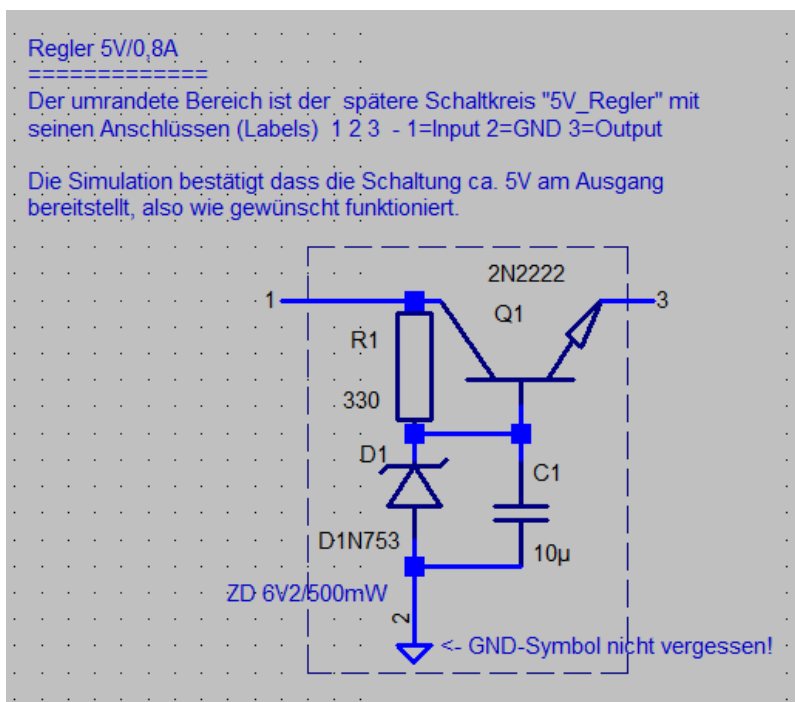 Regler 5V/0,8A
=============
Der umrandete Bereich ist der spätere Schaltkreis "5V_Regler" mit
seinen Anschlüssen (Labels) 1 2 3 - 1=Input 2=GND 3=Output
Die Simulation bestätigt dass die Schaltung ca. 5V am Ausgang
bereitstellt, also wie gewünscht funktioniert.
2N2222
1
3
Q1
R1
330
D1
C1
D1N753
10µ
ZD 6V2/500mW
2
<- GND-Symbol nicht vergessen!